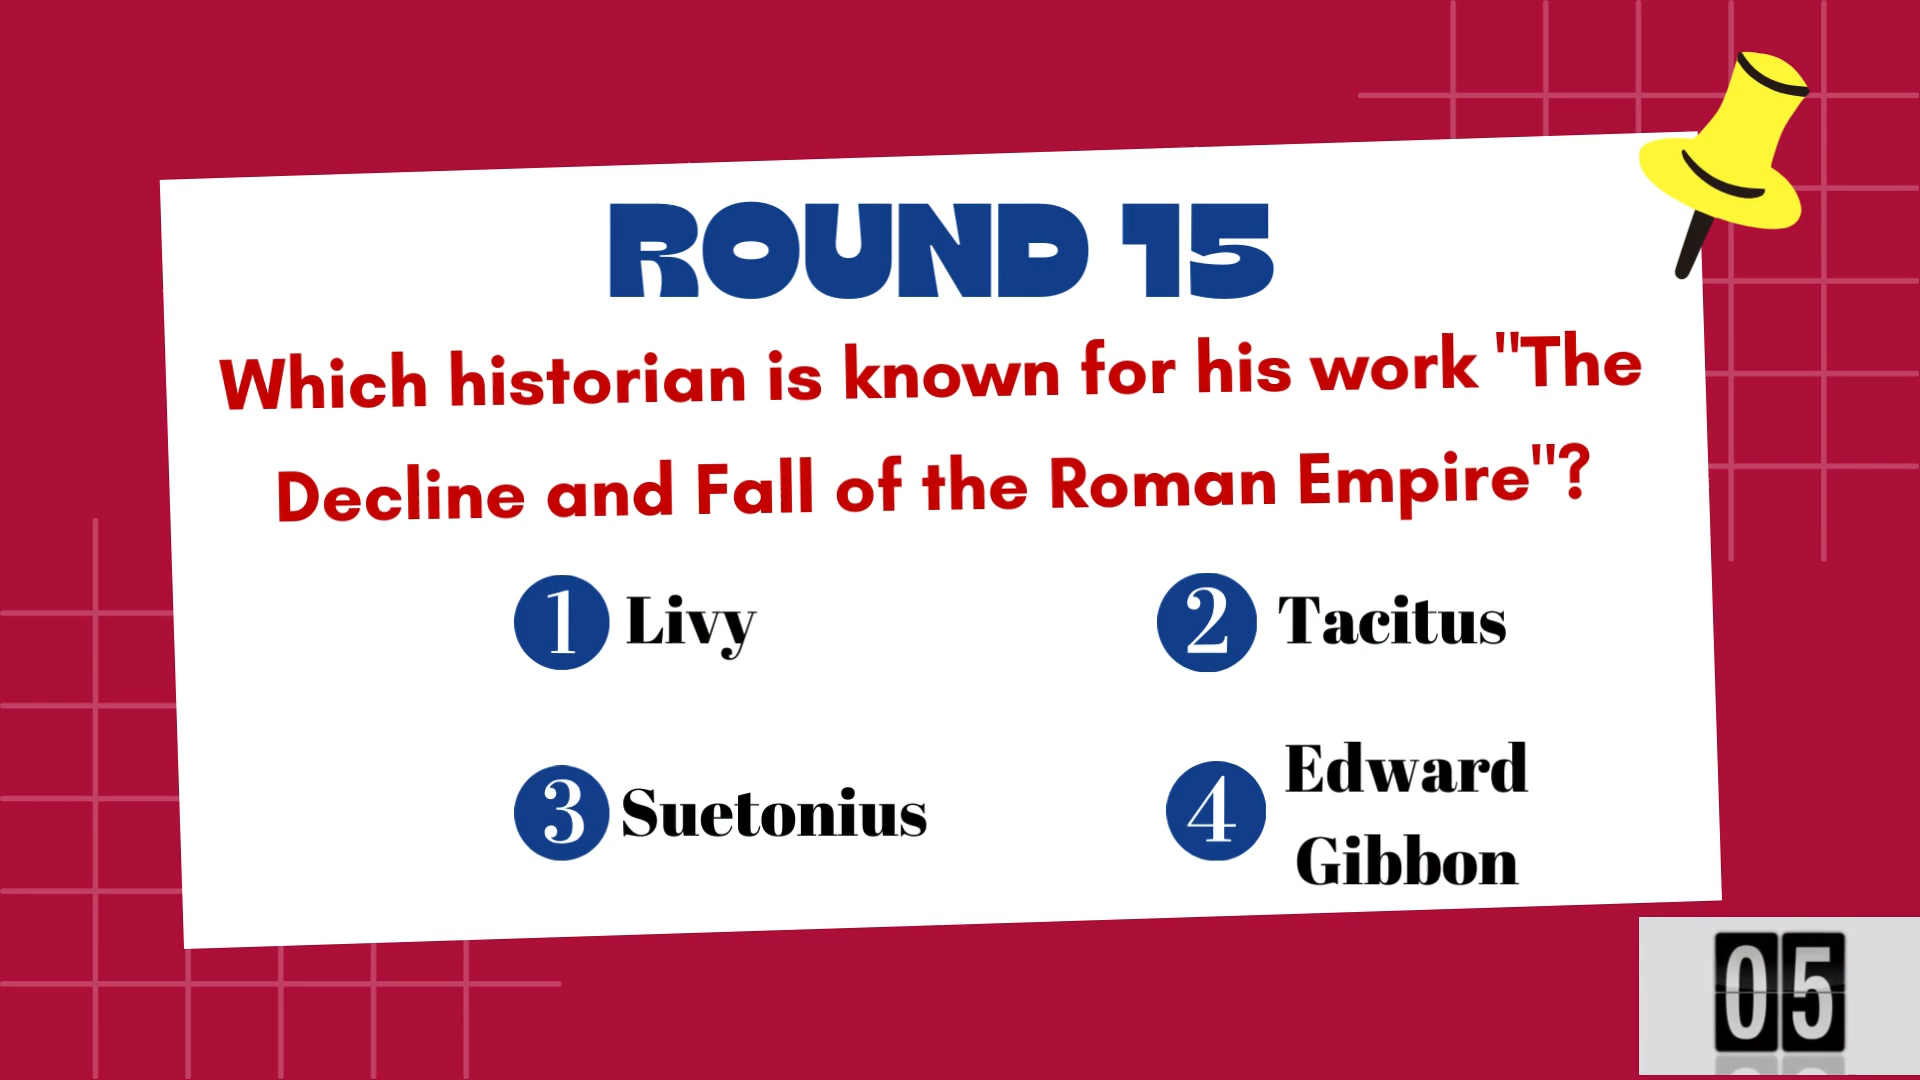 ROUND 15
Which historian is known for his work "The
Decline and Fall of the Roman Empire"?
1 Livy
2 Tacitus
3 Suetonius
4 Edward
Gibbon
05